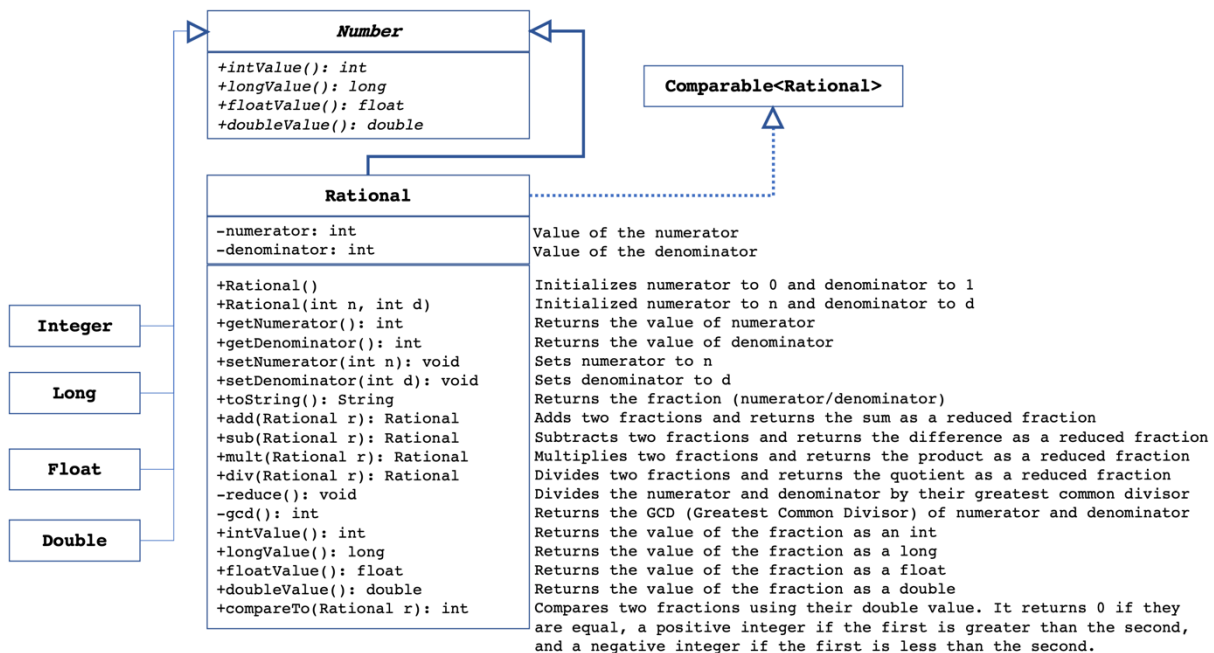 Number
+intValue(): int
+longValue(): long
+floatValue(): float
+doubleValue(): double
Comparable<Rational>
Rational
-numerator: int Value of the numerator
-denominator: int Value of the denominator
+Rational() Initializes numerator to 0 and denominator to 1
+Rational(int n, int d) Initialized numerator to n and denominator to d
+getNumerator(): int Returns the value of numerator
+getDenominator(): int Returns the value of denominator
+setNumerator(int n): void Sets numerator to n
+setDenominator(int d): void Sets denominator to d
+toString(): String Returns the fraction (numerator/denominator)
+add(Rational r): Rational Adds two fractions and returns the sum as a reduced fraction
+sub(Rational r): Rational Subtracts two fractions and returns the difference as a reduced fraction
+mult(Rational r): Rational Multiplies two fractions and returns the product as a reduced fraction
+div(Rational r): Rational Divides two fractions and returns the quotient as a reduced fraction
-reduce(): void Divides the numerator and denominator by their greatest common divisor
-gcd(): int Returns the GCD (Greatest Common Divisor) of numerator and denominator
+intValue(): int Returns the value of the fraction as an int
+longValue(): long Returns the value of the fraction as a long
+floatValue(): float Returns the value of the fraction as a float
+doubleValue(): double Returns the value of the fraction as a double
+compareTo(Rational r): int Compares two fractions using their double value. It returns 0 if they
are equal, a positive integer if the first is greater than the second,
and a negative integer if the first is less than the second.
Integer
Long
Float
Double